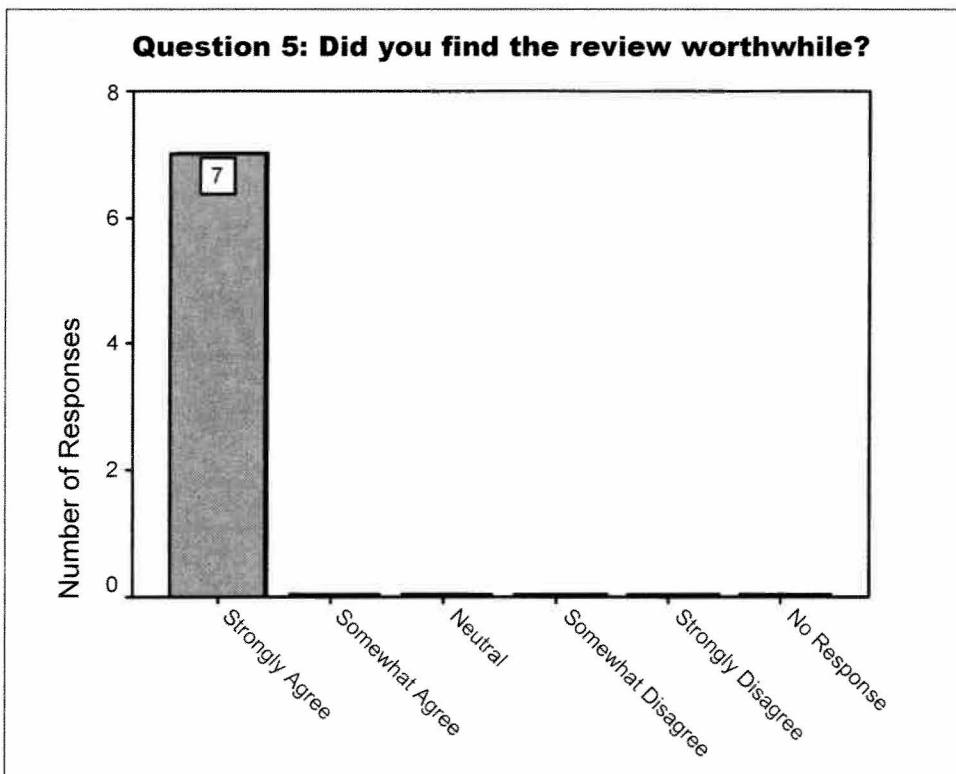 Question 5: Did you find the review worthwhile?
8
7
6
4
2
0
Number of Responses
Strongly Agree
Somewhat Agree
Neutral
Somewhat Disagree
Strongly Disagree
No Response